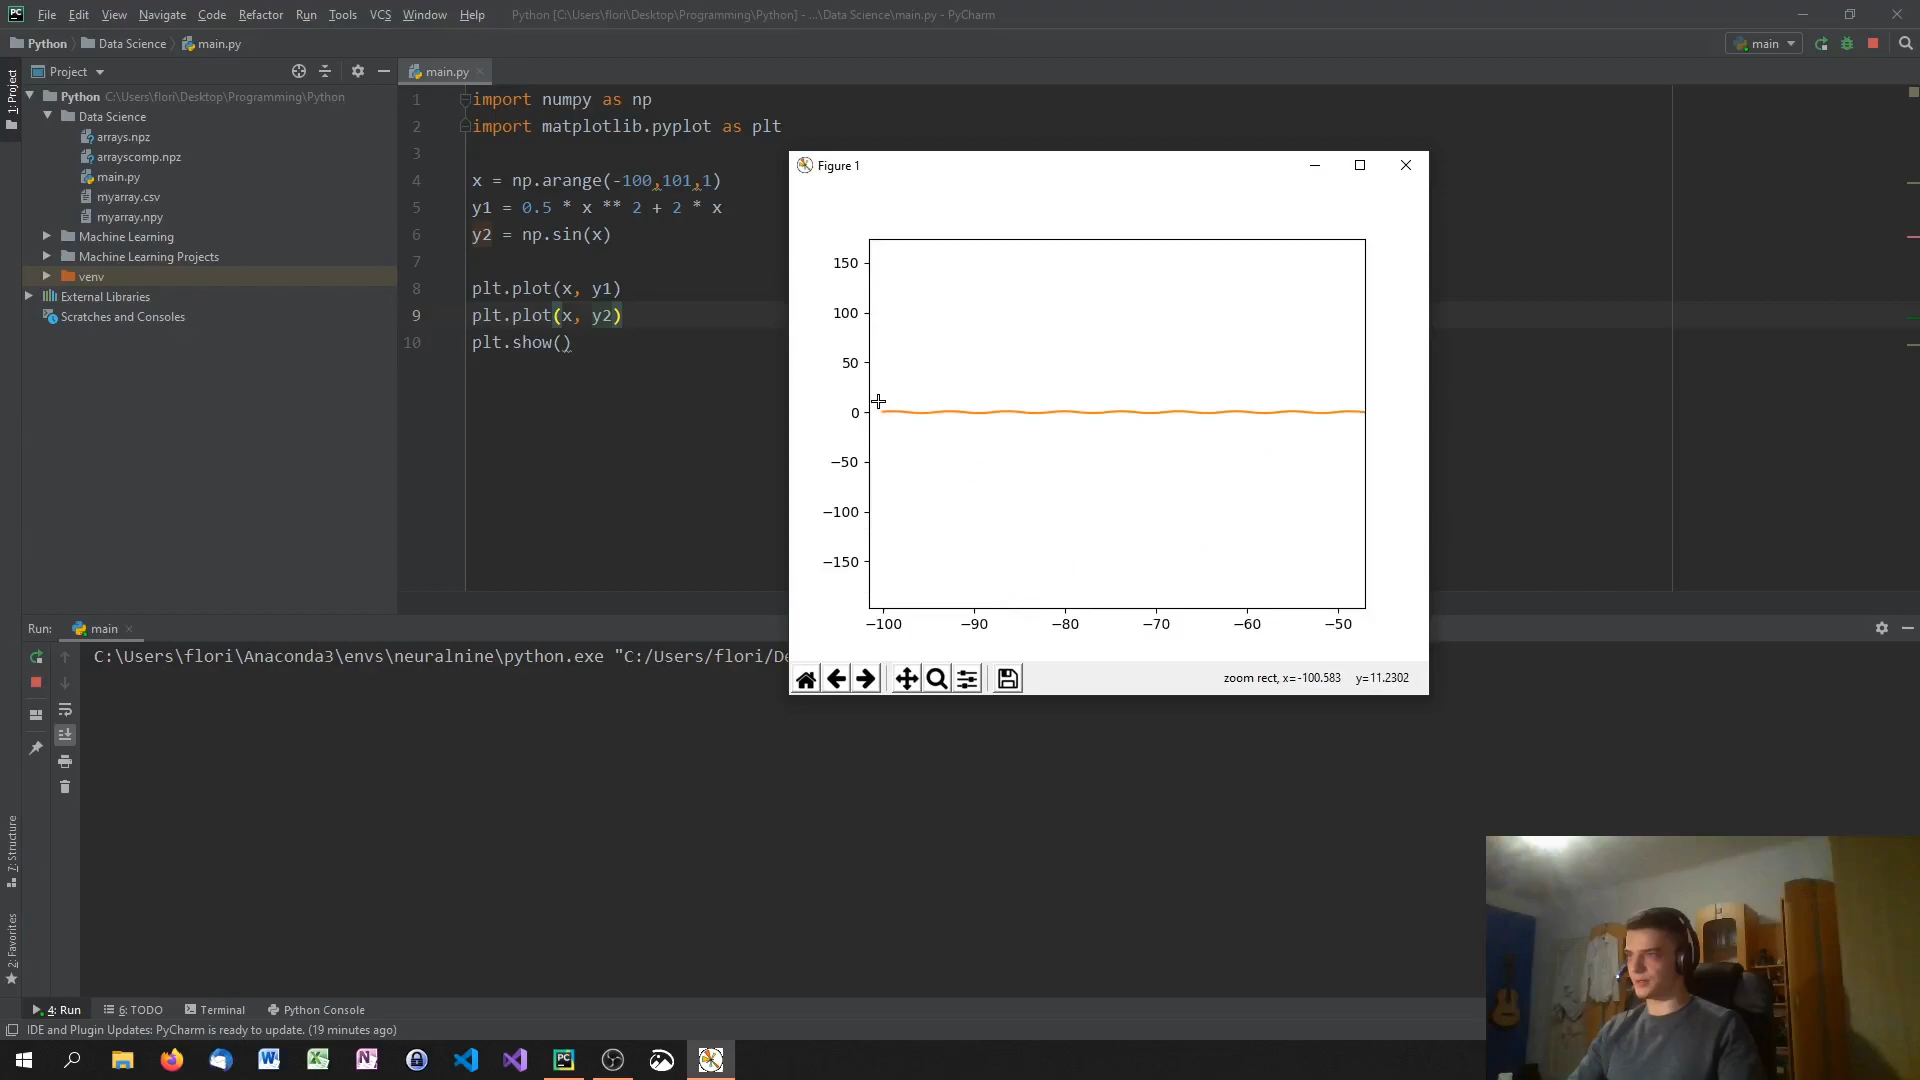 File Edit View Navigate Code Refactor Run Tools VCS Window Help Python [C:\Users\flori\Desktop\Programming\Python] - ...\Data Science\main.py - PyCharm
Python Data Science main.py main
Project main.py
1: Project
Python C:\Users\flori\Desktop\Programming\Python
Data Science
arrays.npz
arrayscomp.npz
main.py
myarray.csv
myarray.npy
Machine Learning
Machine Learning Projects
venv
External Libraries
Scratches and Consoles
1 import numpy as np
2 import matplotlib.pyplot as plt
3
4 x = np.arange(-100,101,1)
5 y1 = 0.5 * x ** 2 + 2 * x
6 y2 = np.sin(x)
7
8 plt.plot(x, y1)
9 plt.plot(x, y2)
10 plt.show()
Figure 1
150
100
50
0
−50
−100
−150
−100 −90 −80 −70 −60 −50
zoom rect, x=-100.583 y=11.2302
Run: main
C:\Users\flori\Anaconda3\envs\neuralnine\python.exe "C:/Users/flori/De
7: Structure
2: Favorites
4: Run 6: TODO Terminal Python Console
IDE and Plugin Updates: PyCharm is ready to update. (19 minutes ago)